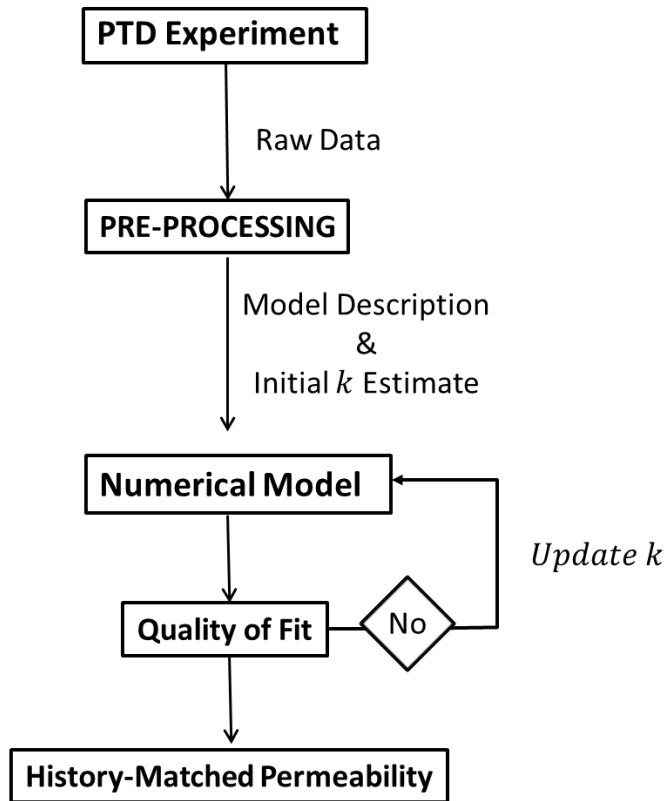 PTD Experiment
Raw Data
PRE-PROCESSING
Model Description
&
Initial k Estimate
Numerical Model
Update k
Quality of Fit
No
History-Matched Permeability